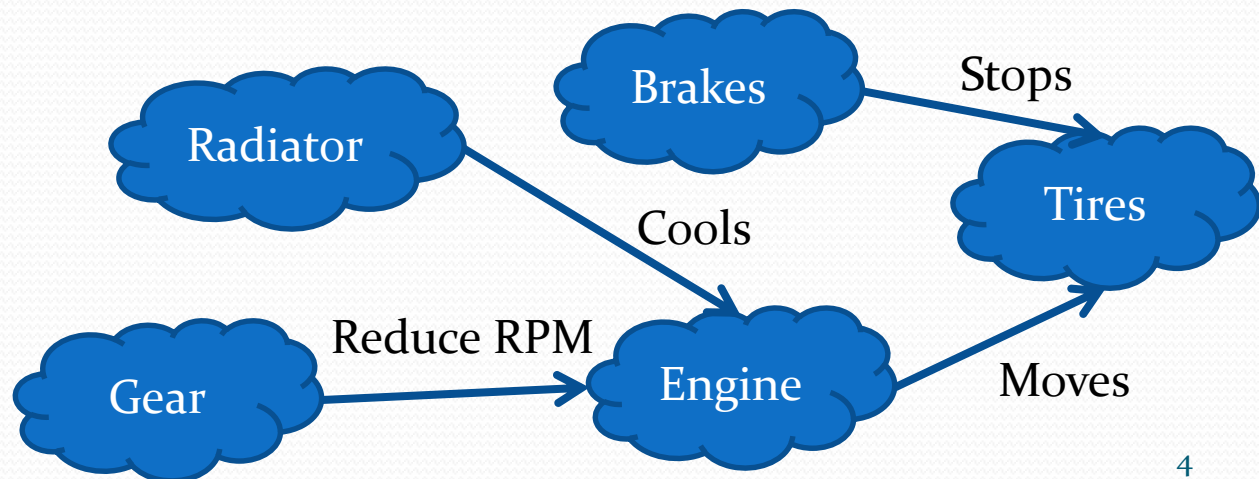 Brakes
Stops
Radiator
Tires
Cools
Reduce RPM
Gear
Engine
Moves
4